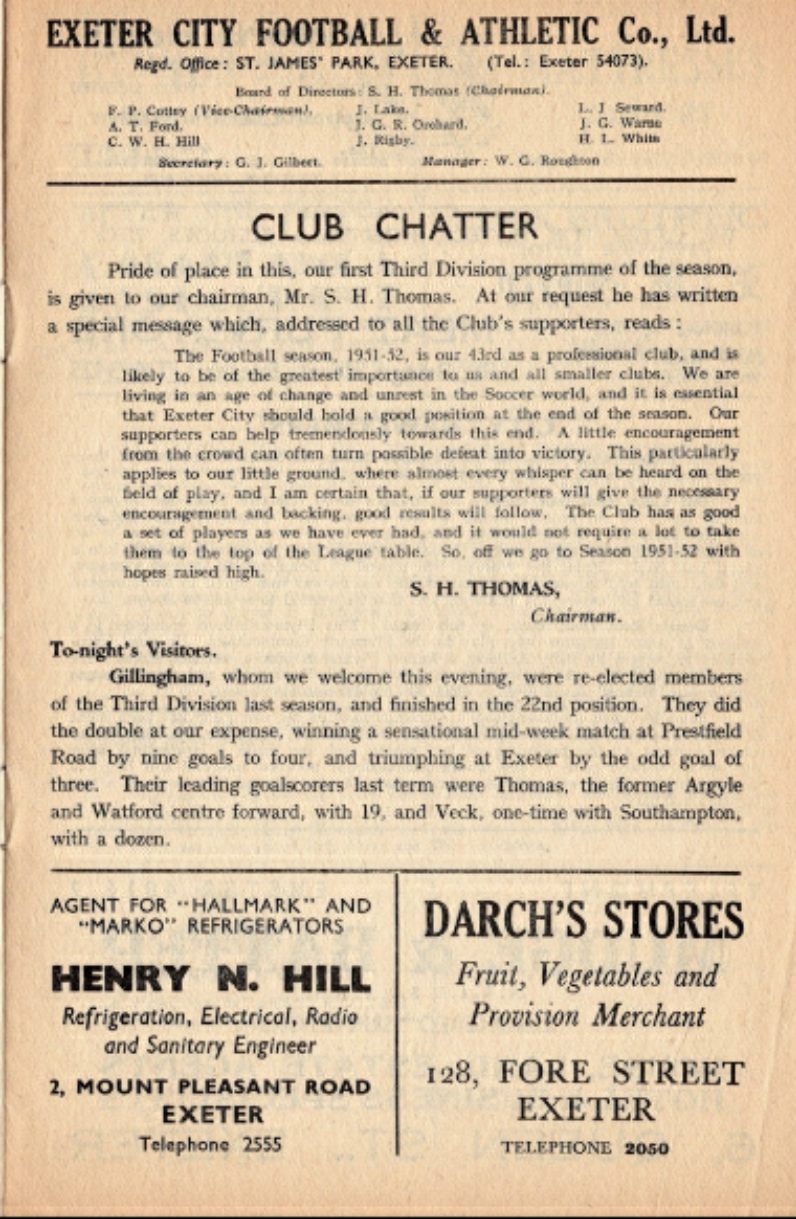 EXETER CITY FOOTBALL & ATHLETIC Co., Ltd.
Regd. Office: ST. JAMES' PARK, EXETER. (Tel.: Exeter 54073).
Board of Directors: S. H. Thomas (Chairman).
F. P. Cottey (Vice-Chairman). J. Lake. L. J Seward.
A. T. Ford. J. G. R. Orchard. J. G. Warne
C. W. H. Hill J. Rigby. H. L. White
Secretary: G. J. Gilbert. Manager: W. G. Roughton
CLUB CHATTER
Pride of place in this, our first Third Division programme of the season,
is given to our chairman, Mr. S. H. Thomas. At our request he has written
a special message which, addressed to all the Club's supporters, reads:
The Football season, 1951-52, is our 43rd as a professional club, and is
likely to be of the greatest importance to us and all smaller clubs. We are
living in an age of change and unrest in the Soccer world, and it is essential
that Exeter City should hold a good position at the end of the season. Our
supporters can help tremendously towards this end. A little encouragement
from the crowd can often turn possible defeat into victory. This particularly
applies to our little ground, where almost every whisper can be heard on the
field of play, and I am certain that, if our supporters will give the necessary
encouragement and backing, good results will follow. The Club has as good
a set of players as we have ever had, and it would not require a lot to take
them to the top of the League table. So, off we go to Season 1951-52 with
hopes raised high.
S. H. THOMAS,
Chairman.
To-night's Visitors.
Gillingham, whom we welcome this evening, were re-elected members
of the Third Division last season, and finished in the 22nd position. They did
the double at our expense, winning a sensational mid-week match at Prestfield
Road by nine goals to four, and triumphing at Exeter by the odd goal of
three. Their leading goalscorers last term were Thomas, the former Argyle
and Watford centre forward, with 19, and Veck, one-time with Southampton,
with a dozen.
AGENT FOR "HALLMARK" AND
"MARKO" REFRIGERATORS
HENRY N. HILL
Refrigeration, Electrical, Radio
and Sanitary Engineer
2, MOUNT PLEASANT ROAD
EXETER
Telephone 2555
DARCH'S STORES
Fruit, Vegetables and
Provision Merchant
128, FORE STREET
EXETER
TELEPHONE 2050